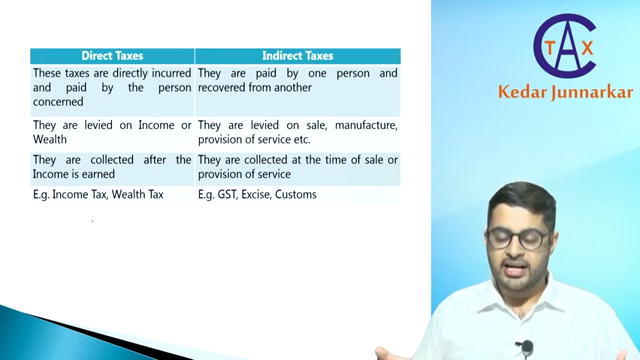 Direct Taxes
Indirect Taxes
These taxes are directly incurred
and paid by the person
concerned
They are paid by one person and
recovered from another
They are levied on Income or
Wealth
They are levied on sale, manufacture,
provision of service etc.
They are collected after the
Income is earned
They are collected at the time of sale or
provision of service
E.g. Income Tax, Wealth Tax
E.g. GST, Excise, Customs
CA TAX
Kedar Junnarkar